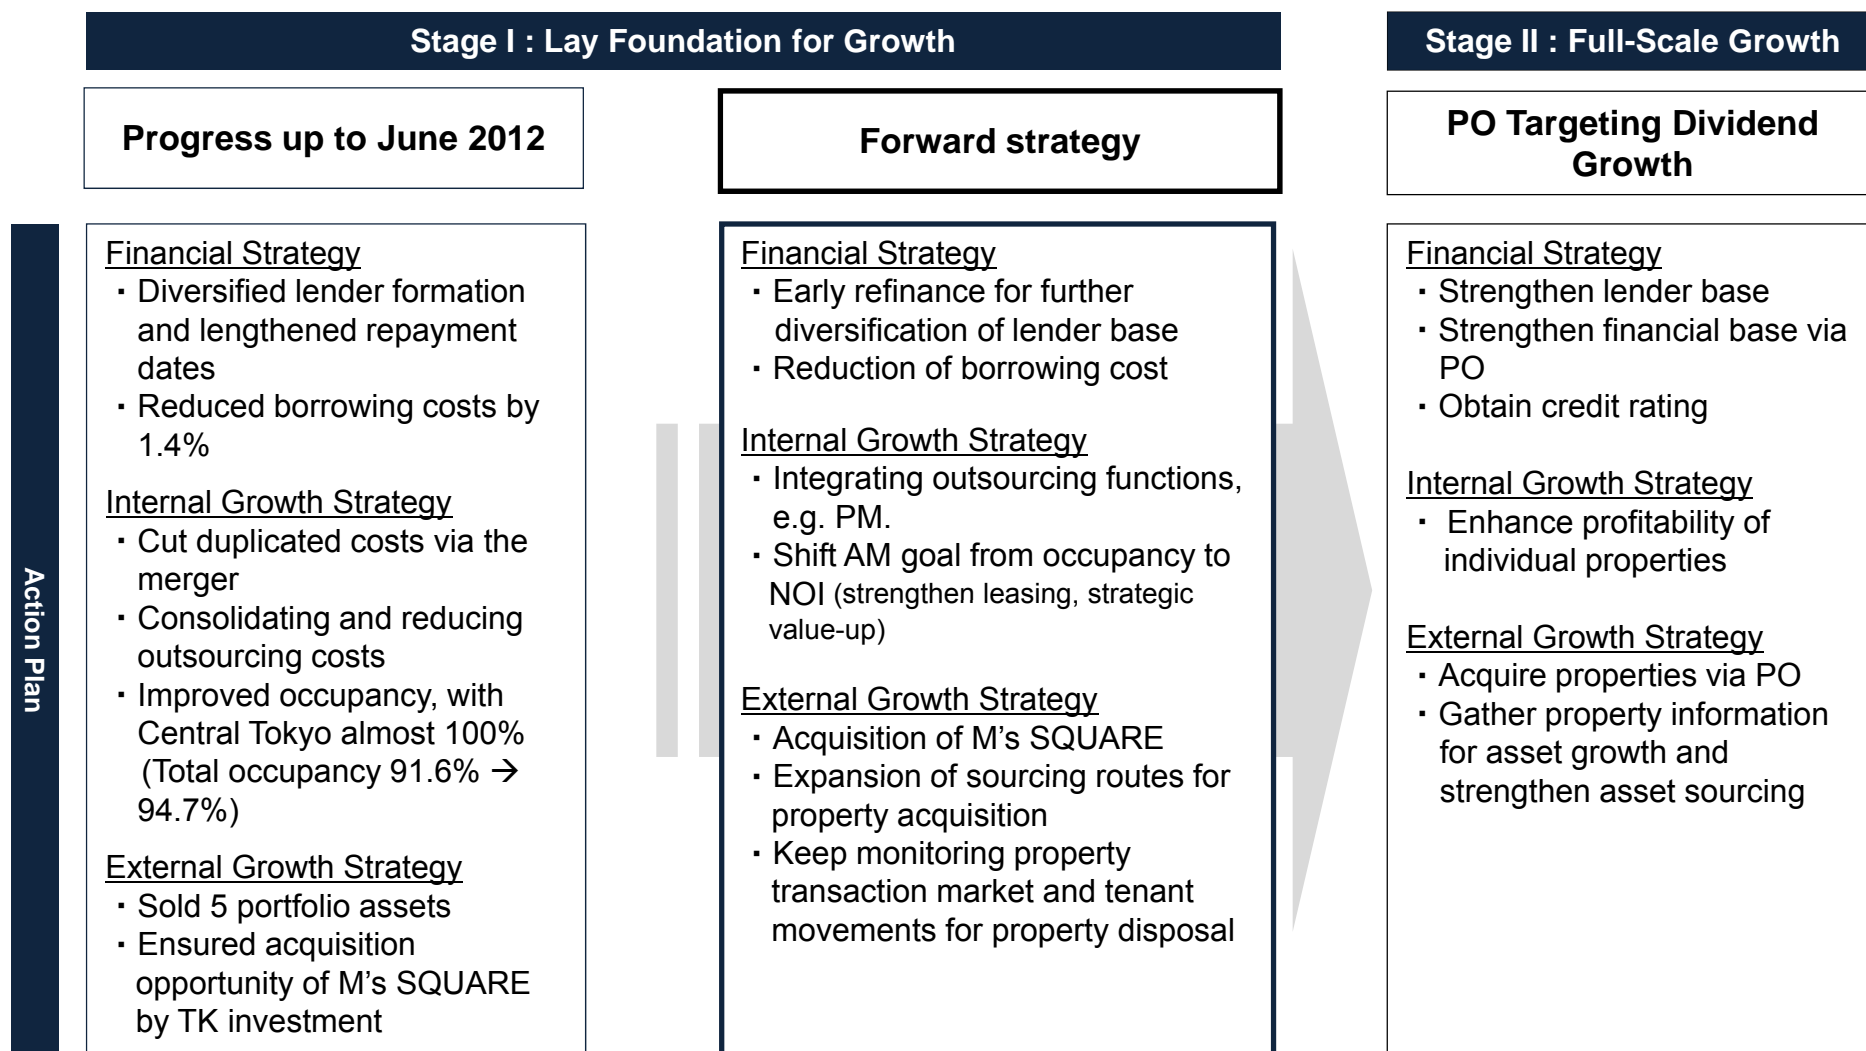 Stage I : Lay Foundation for Growth
Stage II : Full-Scale Growth
Progress up to June 2012
Forward strategy
PO Targeting Dividend
Growth
Action Plan
Financial Strategy
・Diversified lender formation
and lengthened repayment
dates
・Reduced borrowing costs by
1.4%
Internal Growth Strategy
・Cut duplicated costs via the
merger
・Consolidating and reducing
outsourcing costs
・Improved occupancy, with
Central Tokyo almost 100%
(Total occupancy 91.6% →
94.7%)
External Growth Strategy
・Sold 5 portfolio assets
・Ensured acquisition
opportunity of M's SQUARE
by TK investment
Financial Strategy
・Early refinance for further
diversification of lender base
・Reduction of borrowing cost
Internal Growth Strategy
・Integrating outsourcing functions,
e.g. PM.
・Shift AM goal from occupancy to
NOI (strengthen leasing, strategic
value-up)
External Growth Strategy
・Acquisition of M's SQUARE
・Expansion of sourcing routes for
property acquisition
・Keep monitoring property
transaction market and tenant
movements for property disposal
Financial Strategy
・Strengthen lender base
・Strengthen financial base via
PO
・Obtain credit rating
Internal Growth Strategy
・ Enhance profitability of
individual properties
External Growth Strategy
・Acquire properties via PO
・Gather property information
for asset growth and
strengthen asset sourcing